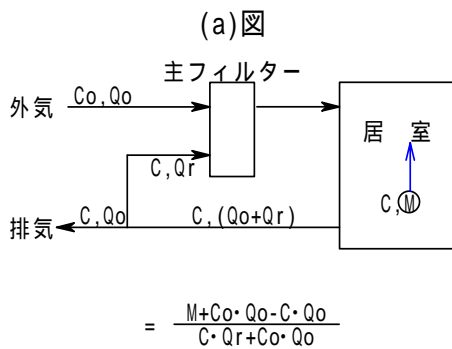 (a)図
主フィルター
外気
Co,Qo
居 室
C,Qr
C,M
C,Qo
C,(Qo+Qr)
排気
= M+Co・Qo-C・Qo
C・Qr+Co・Qo